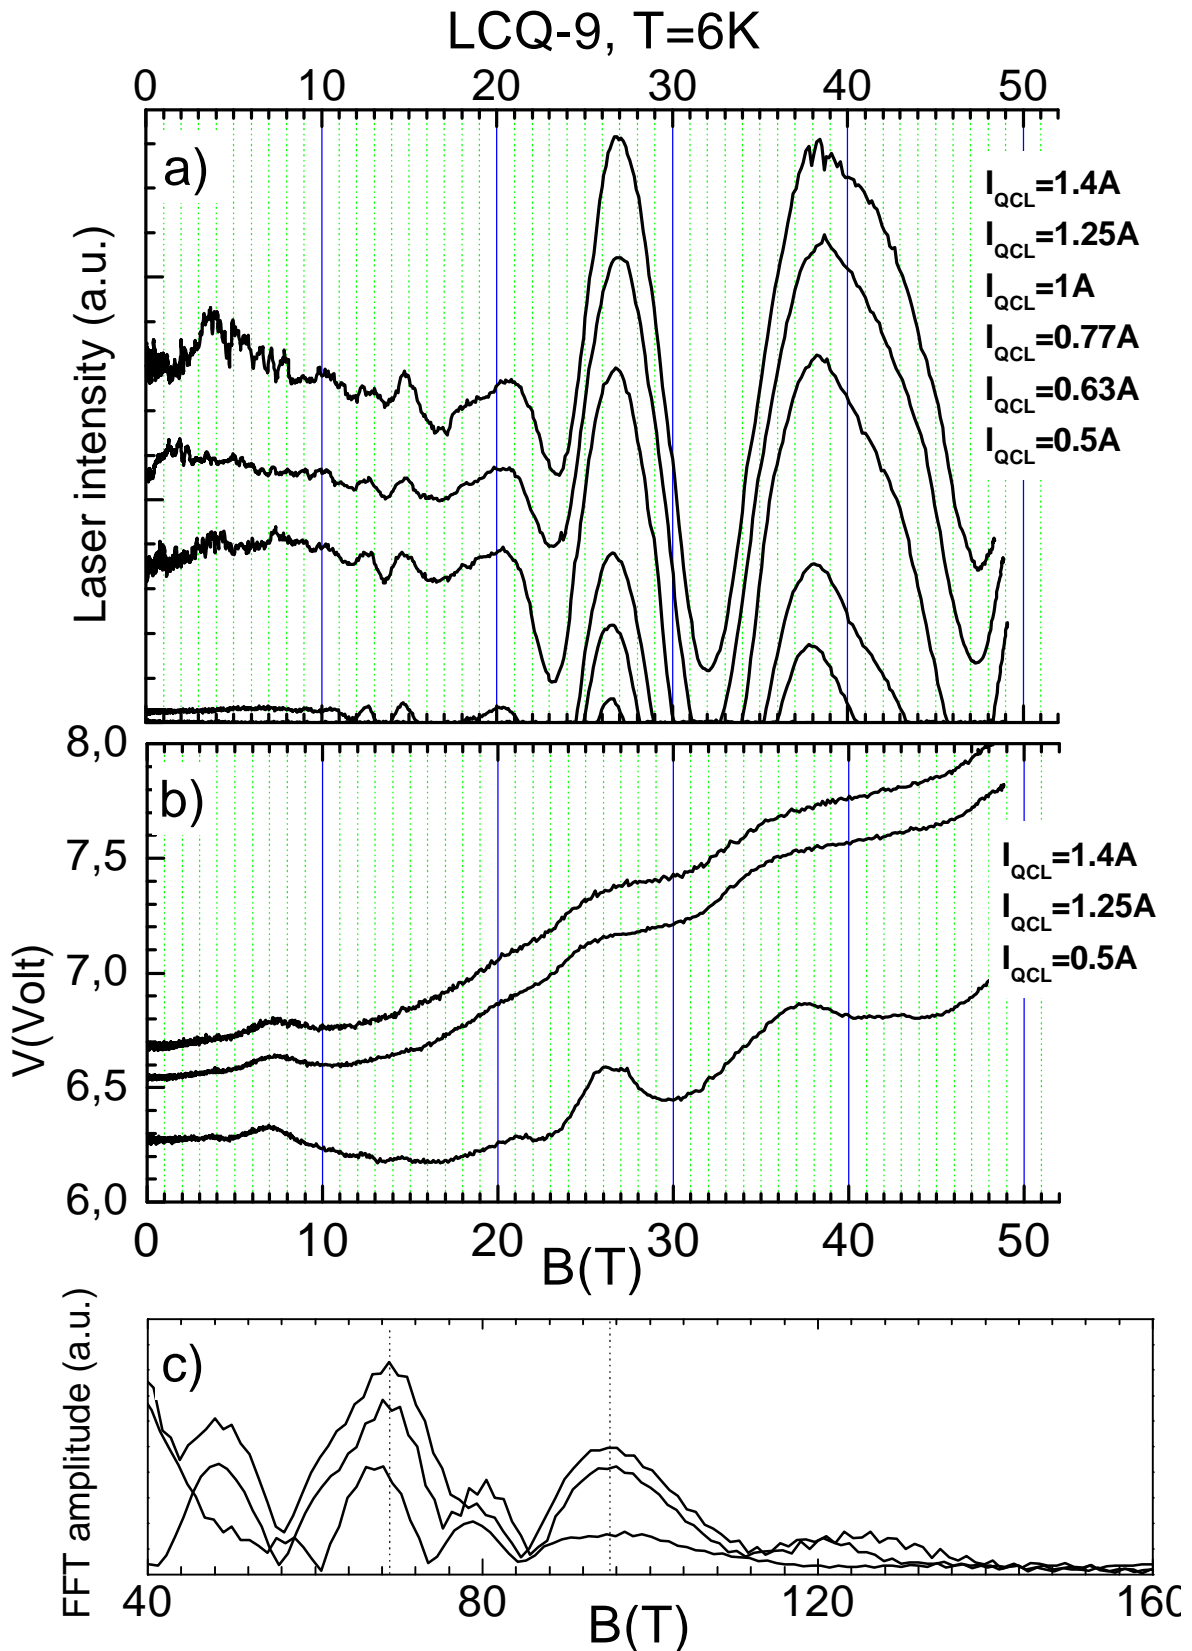 LCQ-9, T=6K
0 10 20 30 40 50
a)
Laser intensity (a.u.)
I_QCL=1.4A
I_QCL=1.25A
I_QCL=1A
I_QCL=0.77A
I_QCL=0.63A
I_QCL=0.5A
b)
V(Volt)
8,0
7,5
7,0
6,5
6,0
I_QCL=1.4A
I_QCL=1.25A
I_QCL=0.5A
0 10 20 30 40 50
B(T)
c)
FFT amplitude (a.u.)
40 80 120 160
B(T)